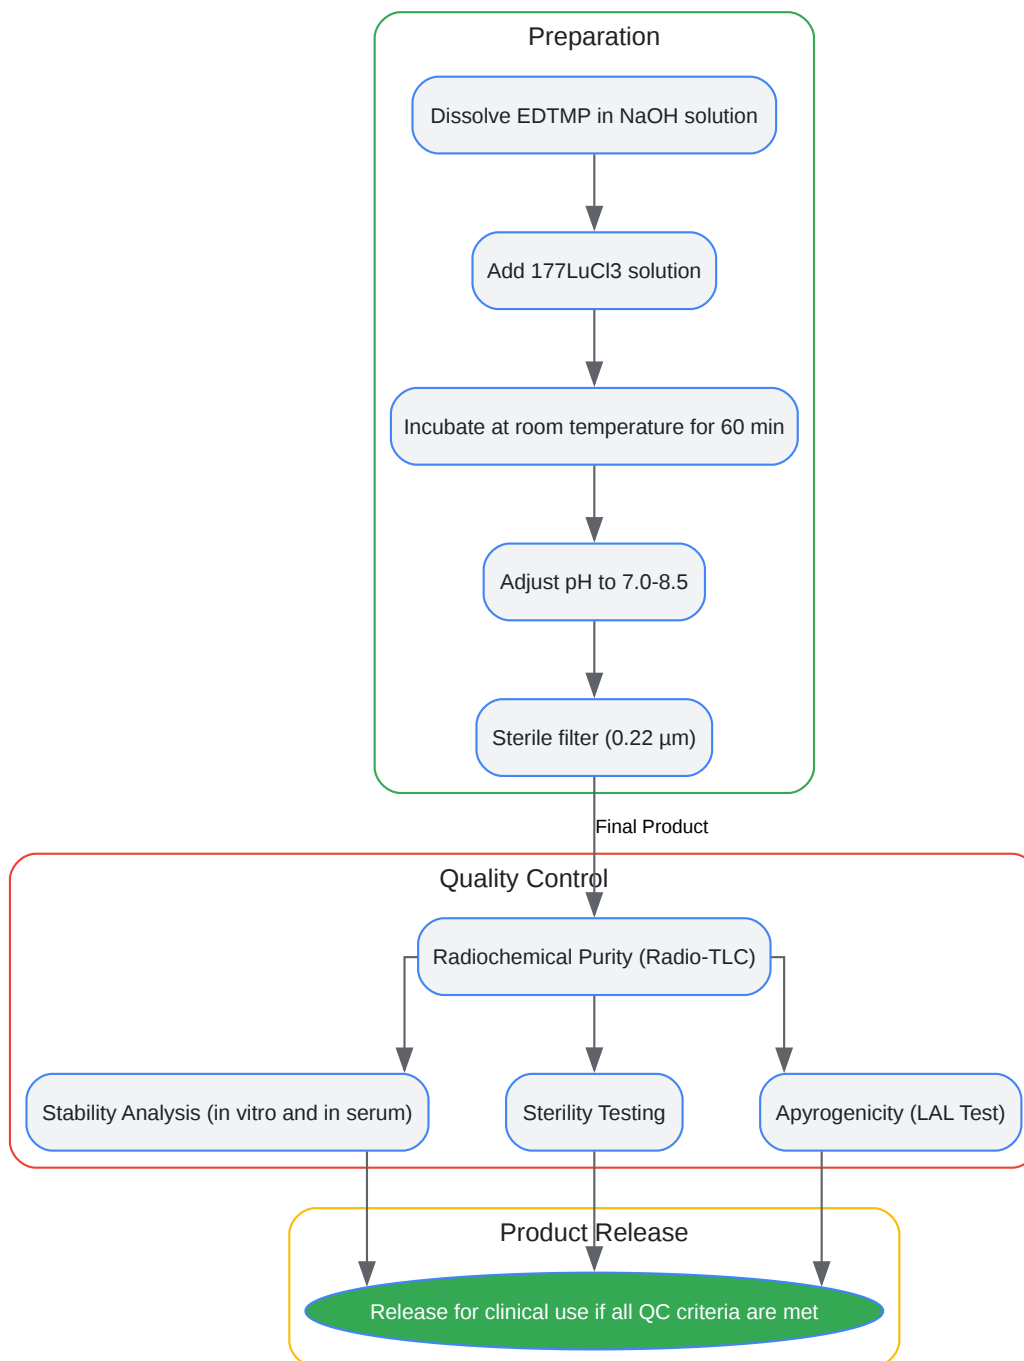 Preparation
Dissolve EDTMP in NaOH solution
Add 177LuCl3 solution
Incubate at room temperature for 60 min
Adjust pH to 7.0-8.5
Sterile filter (0.22 µm)
Final Product
Quality Control
Radiochemical Purity (Radio-TLC)
Stability Analysis (in vitro and in serum)
Sterility Testing
Apyrogenicity (LAL Test)
Product Release
Release for clinical use if all QC criteria are met